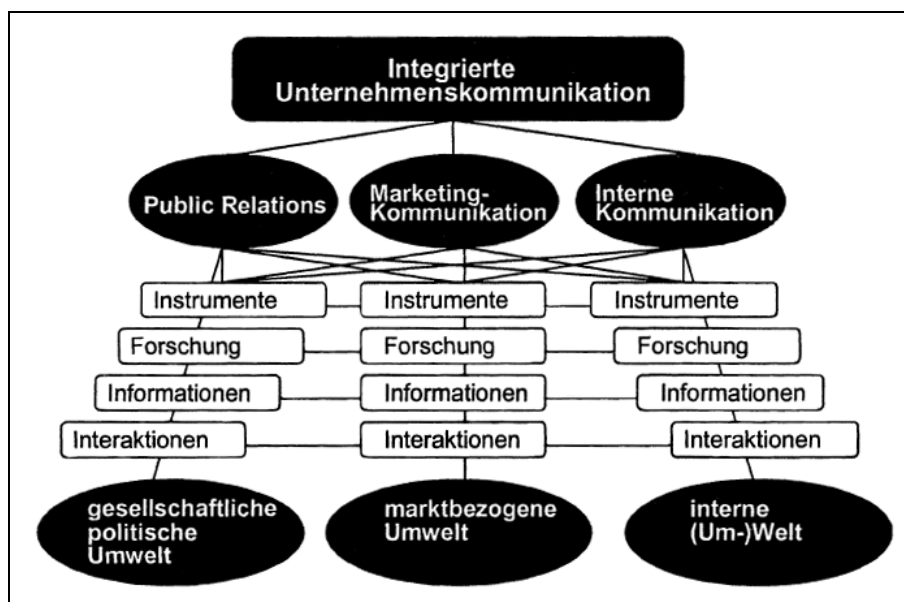 Integrierte
Unternehmenskommunikation
Public Relations
Marketing-
Kommunikation
Interne
Kommunikation
Instrumente
Instrumente
Instrumente
Forschung
Forschung
Forschung
Informationen
Informationen
Informationen
Interaktionen
Interaktionen
Interaktionen
gesellschaftliche
politische
Umwelt
marktbezogene
Umwelt
interne
(Um-)Welt